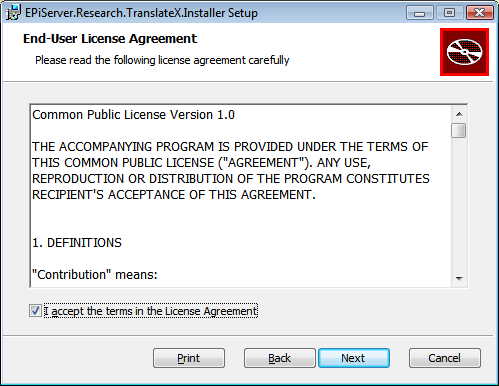 EPiServer.Research.TranslateX.Installer Setup
End-User License Agreement
Please read the following license agreement carefully
Common Public License Version 1.0
THE ACCOMPANYING PROGRAM IS PROVIDED UNDER THE TERMS OF
THIS COMMON PUBLIC LICENSE ("AGREEMENT"). ANY USE,
REPRODUCTION OR DISTRIBUTION OF THE PROGRAM CONSTITUTES
RECIPIENT'S ACCEPTANCE OF THIS AGREEMENT.
1. DEFINITIONS
"Contribution" means:
I accept the terms in the License Agreement
Print Back Next Cancel